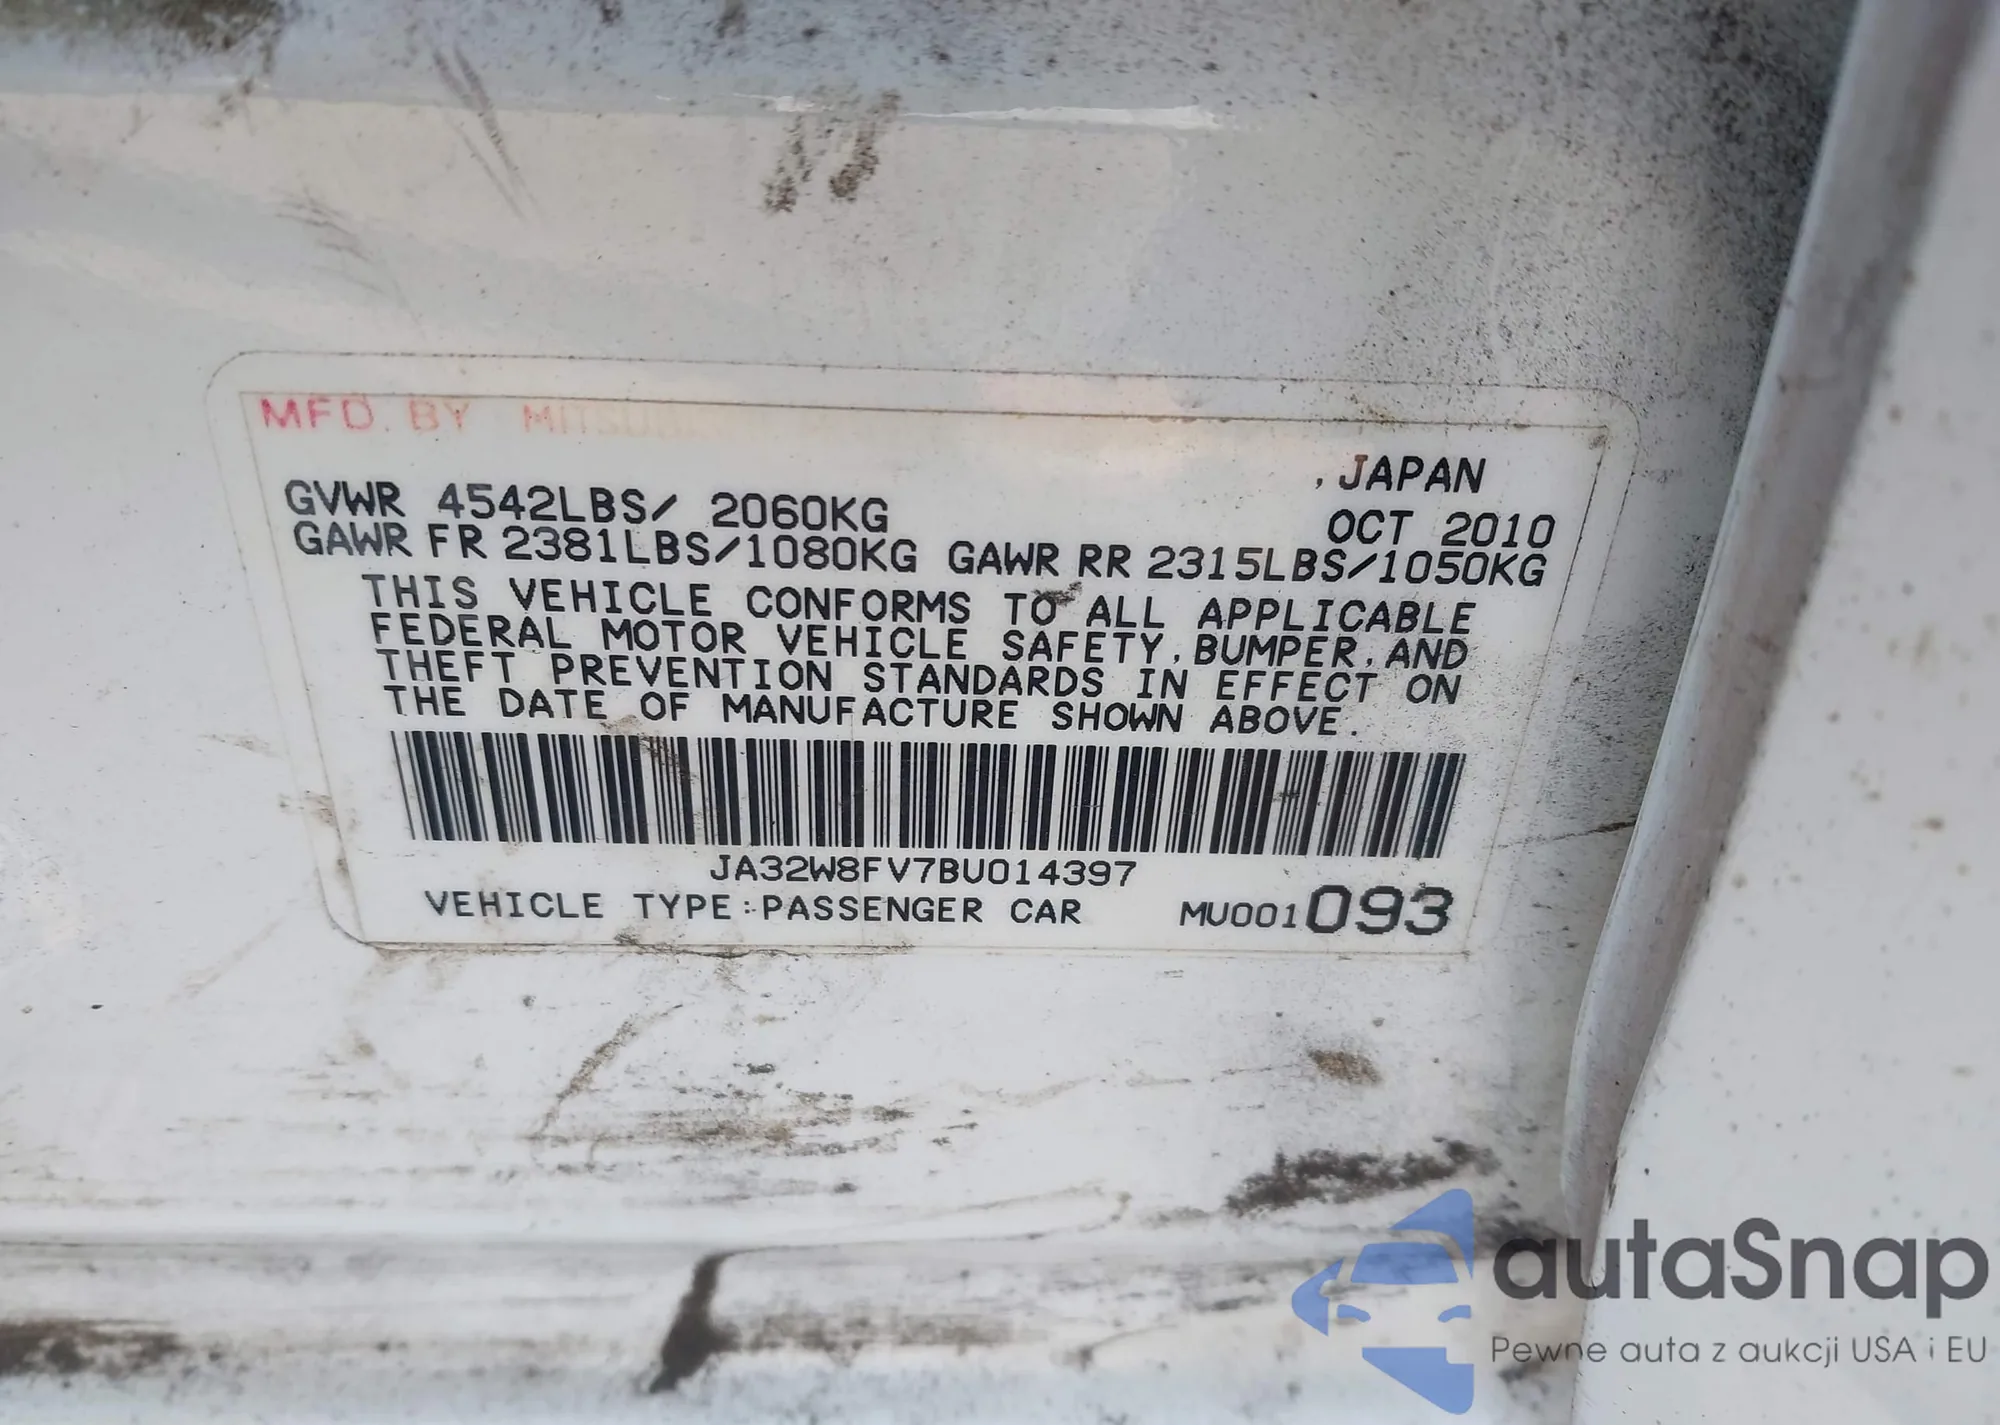 MFD. BY MITSUBI
, JAPAN
GVWR 4542LBS/ 2060KG
OCT 2010
GAWR FR 2381LBS/1080KG GAWR RR 2315LBS/1050KG
THIS VEHICLE CONFORMS TO ALL APPLICABLE
FEDERAL MOTOR VEHICLE SAFETY, BUMPER, AND
THEFT PREVENTION STANDARDS IN EFFECT ON
THE DATE OF MANUFACTURE SHOWN ABOVE.
JA32W8FV7BU014397
VEHICLE TYPE:PASSENGER CAR
MU001093
autaSnap
Pewne auta z aukcji USA i EU